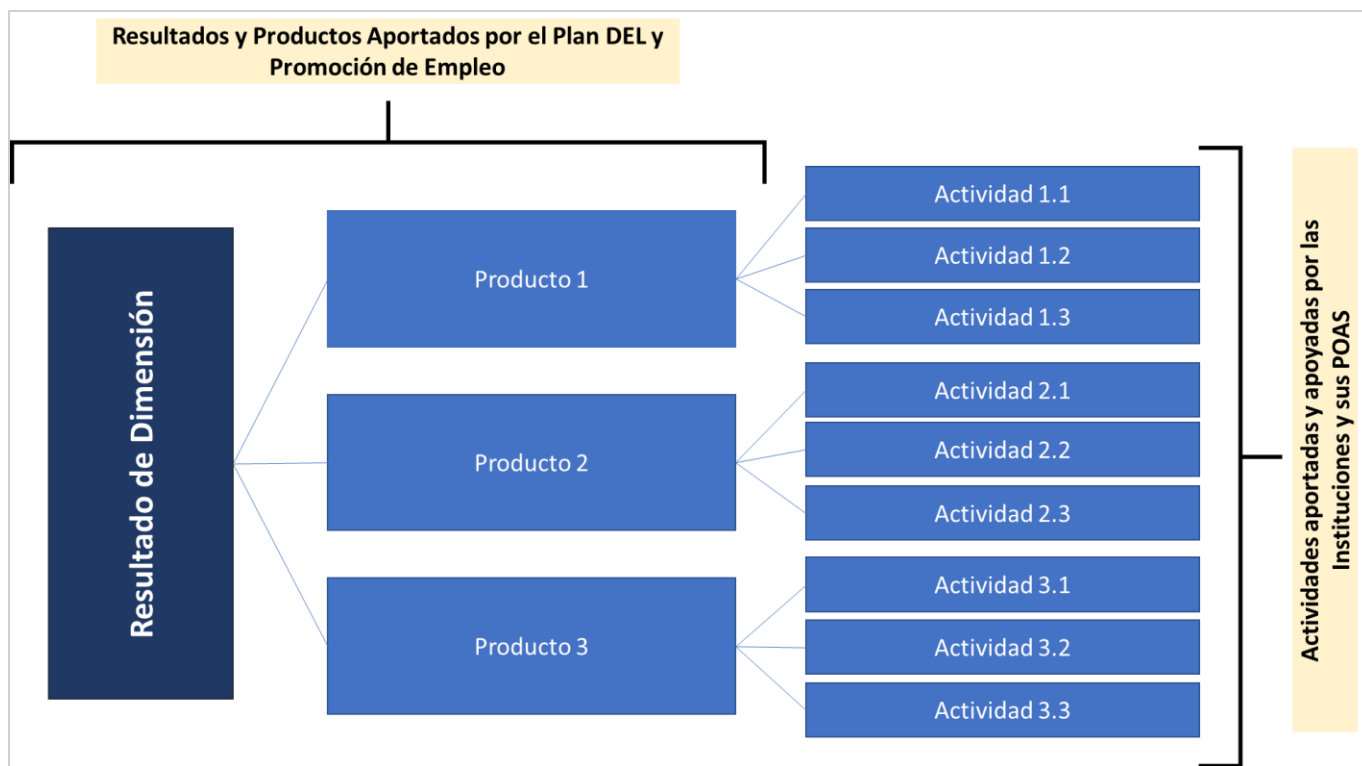 Resultados y Productos Aportados por el Plan DEL y
Promoción de Empleo
Resultado de Dimensión
Producto 1
Actividad 1.1
Actividad 1.2
Actividad 1.3
Producto 2
Actividad 2.1
Actividad 2.2
Actividad 2.3
Producto 3
Actividad 3.1
Actividad 3.2
Actividad 3.3
Actividades aportadas y apoyadas por las
Instituciones y sus POAS